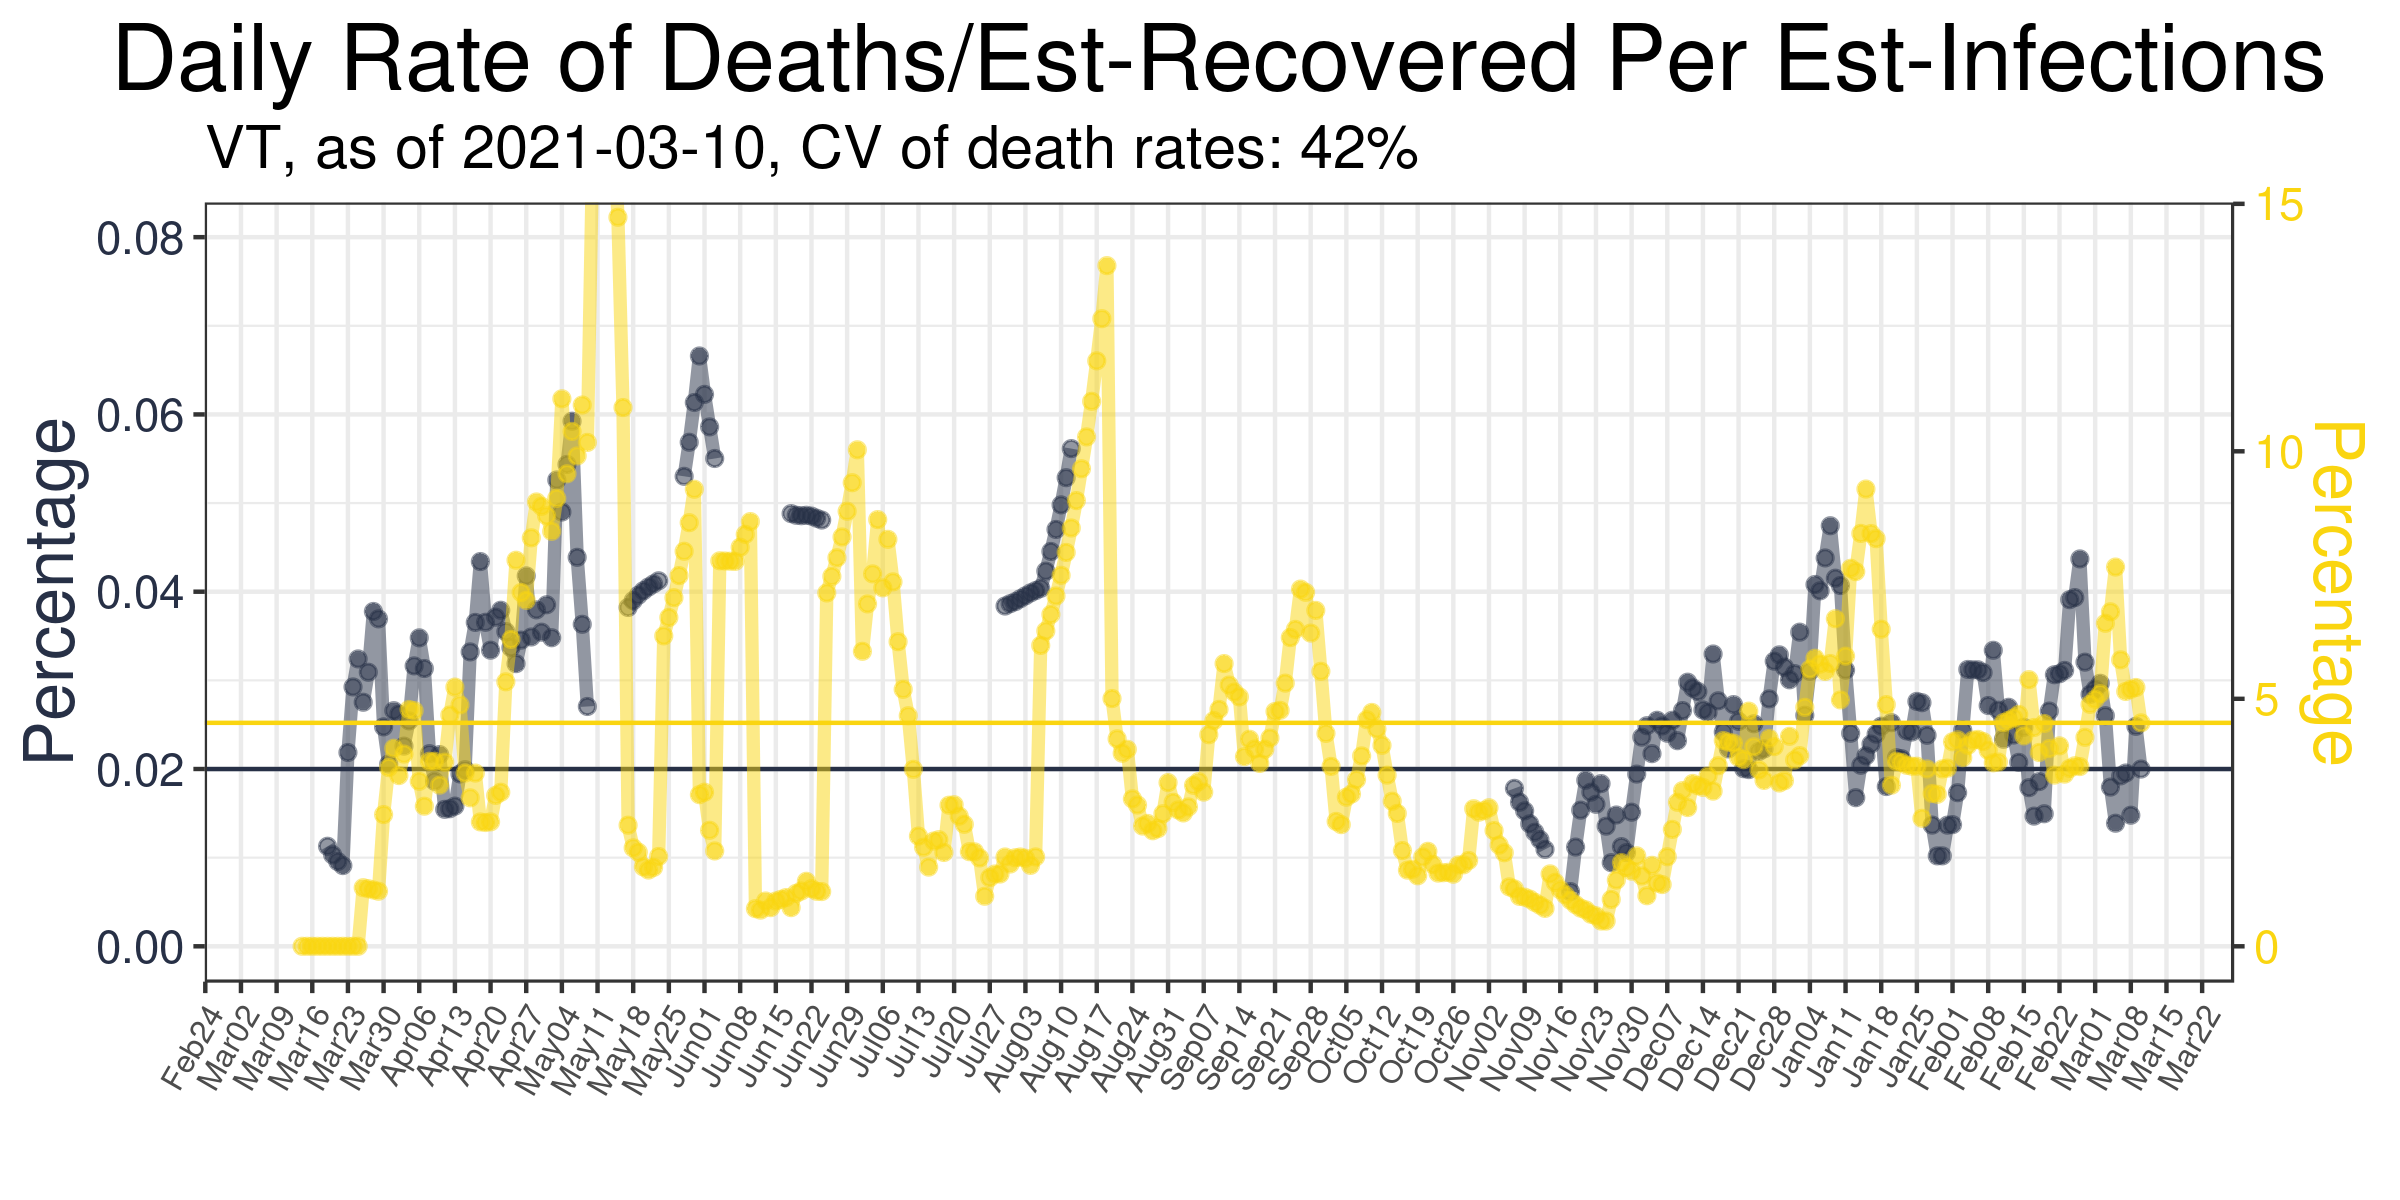 Daily Rate of Deaths/Est-Recovered Per Est-Infections
VT, as of 2021-03-10, CV of death rates: 42%
Percentage
0.08
0.06
0.04
0.02
0.00
15
10
5
0
Percentage
Feb24
Mar02
Mar09
Mar16
Mar23
Mar30
Apr06
Apr13
Apr20
Apr27
May04
May11
May18
May25
Jun01
Jun08
Jun15
Jun22
Jun29
Jul06
Jul13
Jul20
Jul27
Aug03
Aug10
Aug17
Aug24
Aug31
Sep07
Sep14
Sep21
Sep28
Oct05
Oct12
Oct19
Oct26
Nov02
Nov09
Nov16
Nov23
Nov30
Dec07
Dec14
Dec21
Dec28
Jan04
Jan11
Jan18
Jan25
Feb01
Feb08
Feb15
Feb22
Mar01
Mar08
Mar15
Mar22